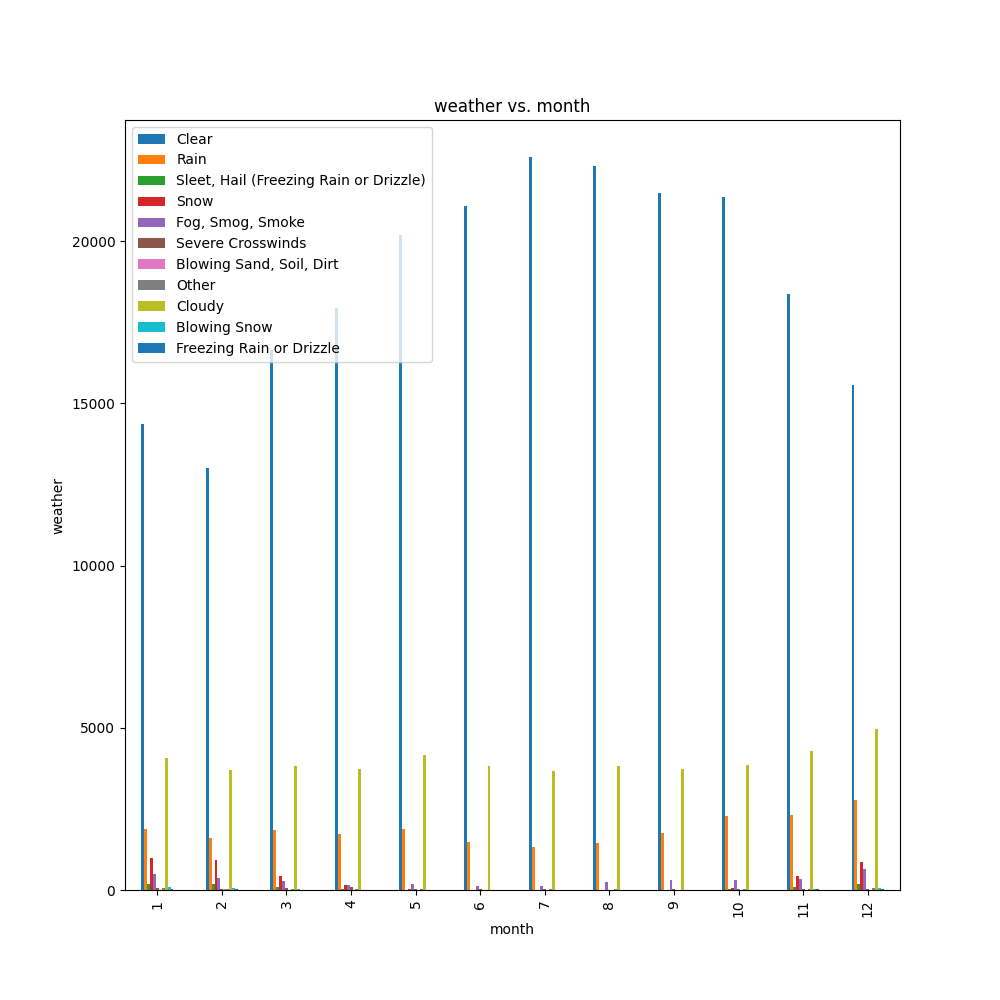 weather vs. month
Clear
Rain
Sleet, Hail (Freezing Rain or Drizzle)
Snow
Fog, Smog, Smoke
Severe Crosswinds
Blowing Sand, Soil, Dirt
Other
Cloudy
Blowing Snow
Freezing Rain or Drizzle
20000
15000
10000
5000
0
weather
1
2
3
4
5
6
7
8
9
10
11
12
month